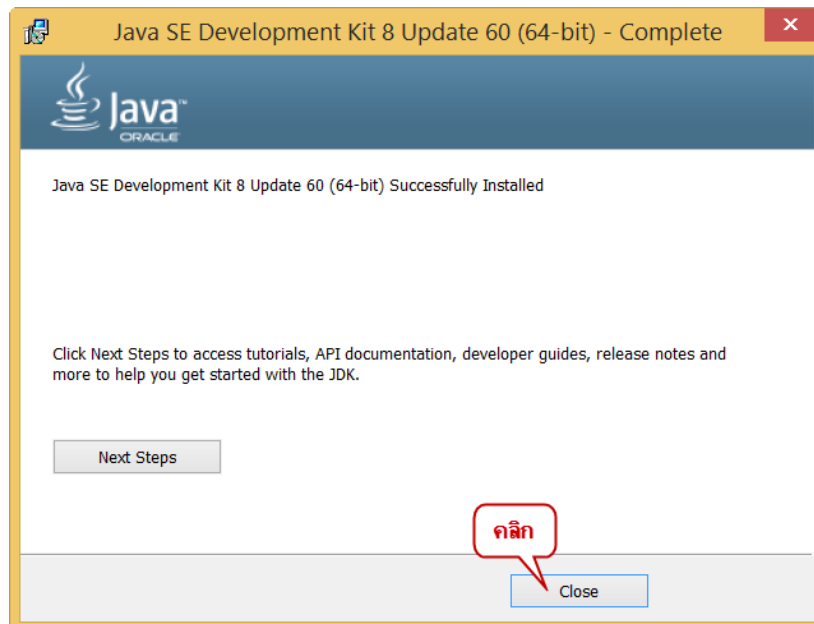 Java SE Development Kit 8 Update 60 (64-bit) - Complete
Java™
ORACLE
Java SE Development Kit 8 Update 60 (64-bit) Successfully Installed
Click Next Steps to access tutorials, API documentation, developer guides, release notes and
more to help you get started with the JDK.
Next Steps
คลิก
Close